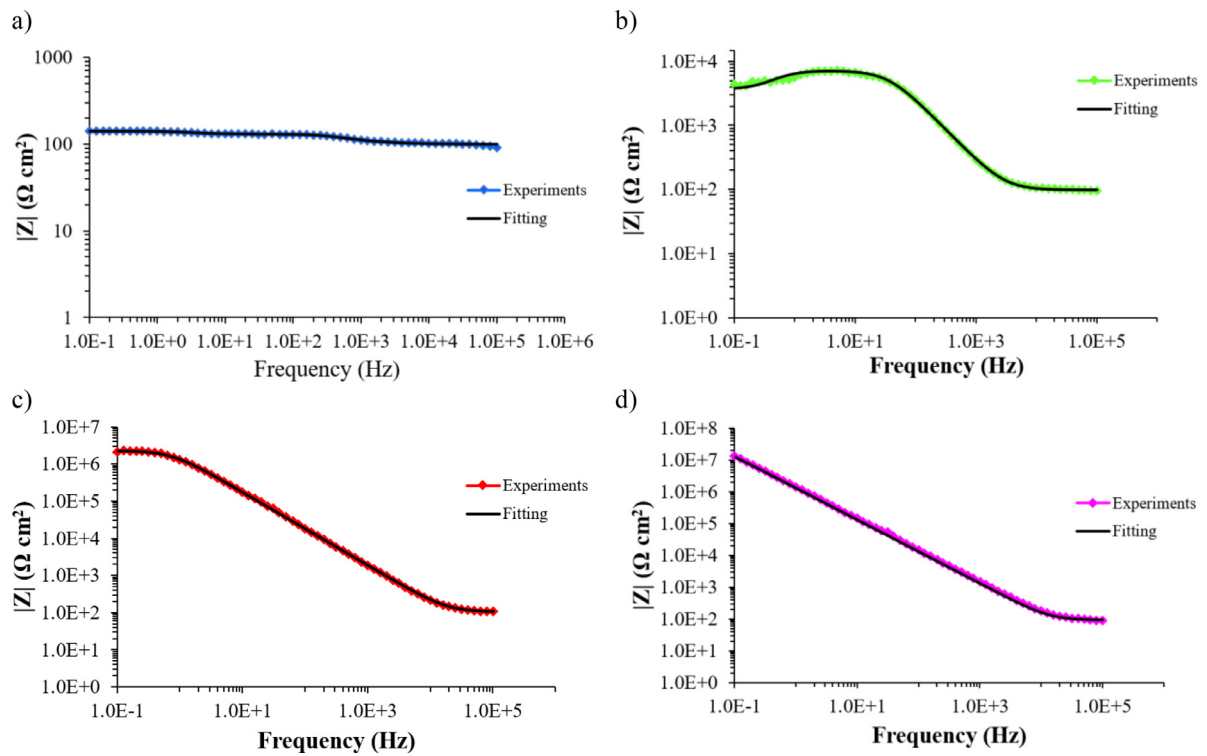 a)
1000
100
10
1
|Z| (Ω cm²)
Experiments
Fitting
1.0E-1 1.0E+0 1.0E+1 1.0E+2 1.0E+3 1.0E+4 1.0E+5 1.0E+6
Frequency (Hz)
b)
1.0E+4
1.0E+3
1.0E+2
1.0E+1
1.0E+0
|Z| (Ω cm²)
Experiments
Fitting
1.0E-1 1.0E+1 1.0E+3 1.0E+5
Frequency (Hz)
c)
1.0E+7
1.0E+6
1.0E+5
1.0E+4
1.0E+3
1.0E+2
1.0E+1
1.0E+0
|Z| (Ω cm²)
Experiments
Fitting
1.0E-1 1.0E+1 1.0E+3 1.0E+5
Frequency (Hz)
d)
1.0E+8
1.0E+7
1.0E+6
1.0E+5
1.0E+4
1.0E+3
1.0E+2
1.0E+1
1.0E+0
|Z| (Ω cm²)
Experiments
Fitting
1.0E-1 1.0E+1 1.0E+3 1.0E+5
Frequency (Hz)